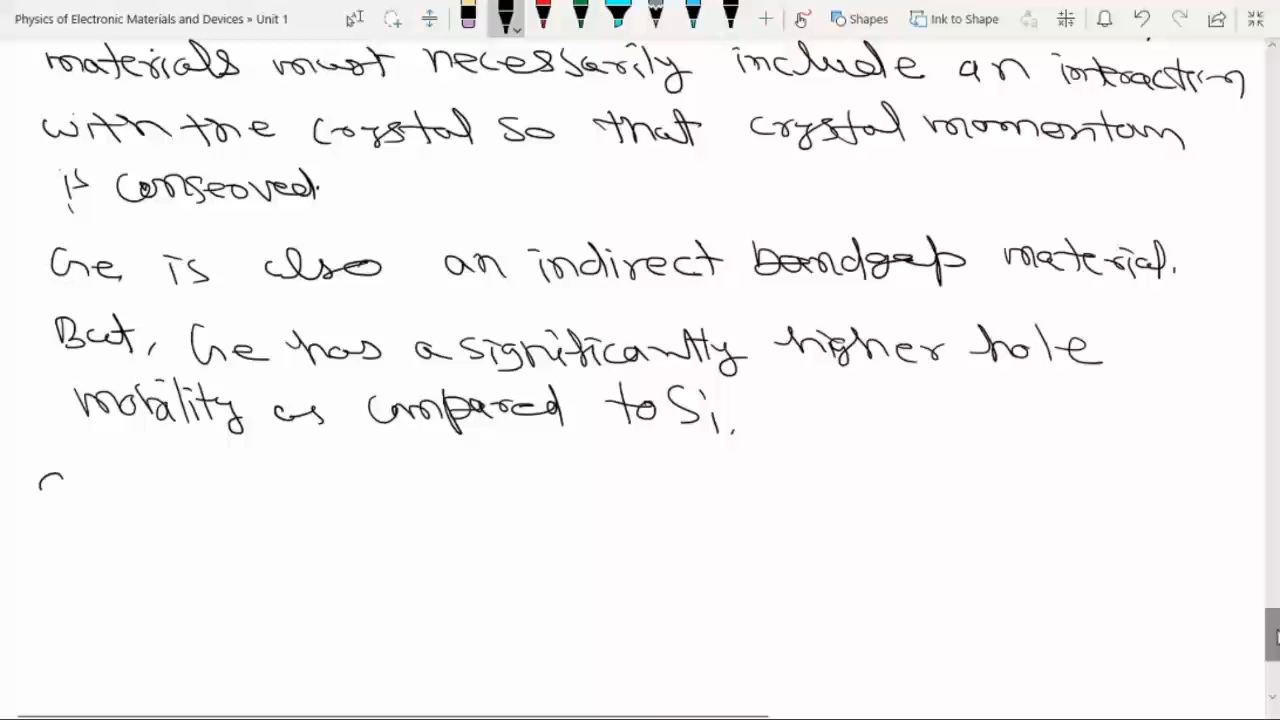 Physics of Electronic Materials and Devices » Unit 1
Shapes
Ink to Shape
materials must necessarily include an interaction
with the crystal so that crystal momentum
is conserved.
Ge is also an indirect bandgap material.
But, Ge has a significantly higher hole
mobility as compared to Si.